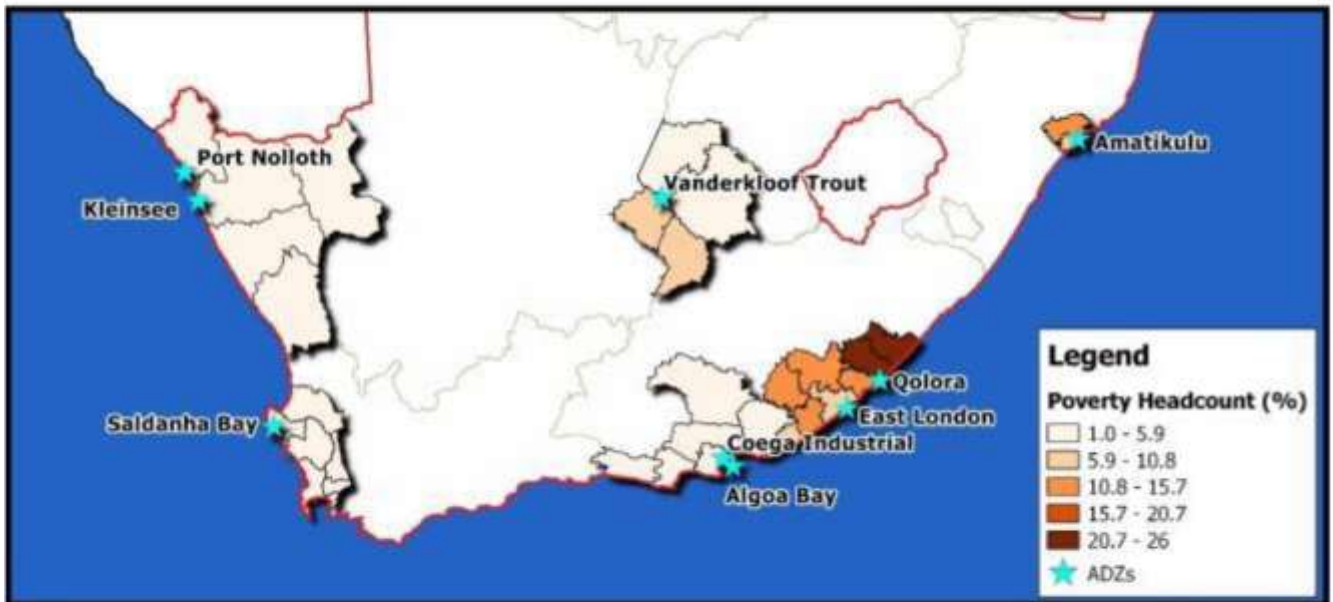 Port Nolloth
Kleinsee
Vanderkloof Trout
Amatikulu
Saldanha Bay
Qolora
East London
Coega Industrial
Algoa Bay
Legend
Poverty Headcount (%)
1.0 - 5.9
5.9 - 10.8
10.8 - 15.7
15.7 - 20.7
20.7 - 26
ADZs